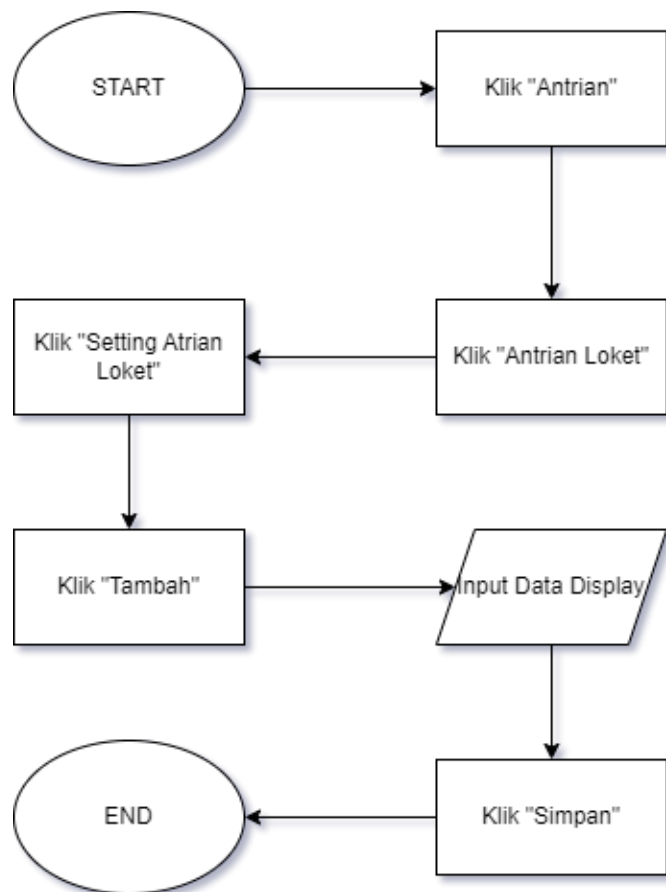 START
Klik "Antrian"
Klik "Antrian Loket"
Klik "Setting Atrian
Loket"
Klik "Tambah"
Input Data Display
Klik "Simpan"
END